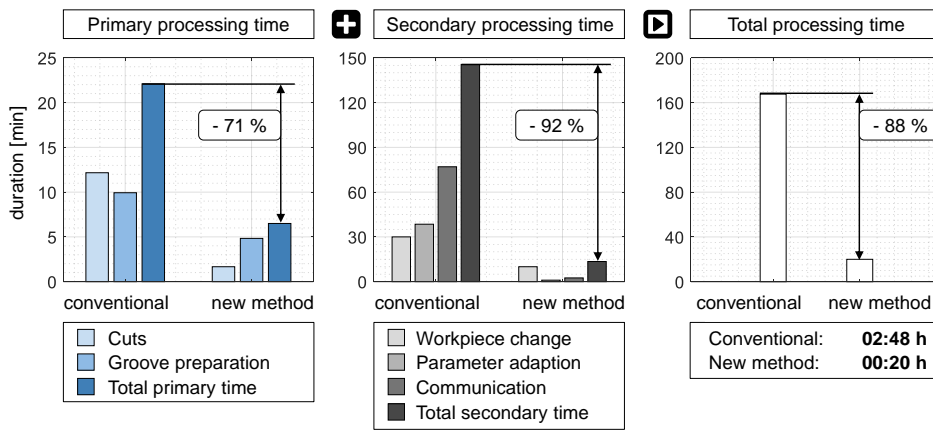 Primary processing time
Secondary processing time
Total processing time
duration [min]
25
20
15
10
5
0
- 71 %
conventional
new method
150
120
90
60
30
0
- 92 %
conventional
new method
200
160
120
80
40
0
- 88 %
conventional
new method
Cuts
Groove preparation
Total primary time
Workpiece change
Parameter adaption
Communication
Total secondary time
Conventional: 02:48 h
New method: 00:20 h